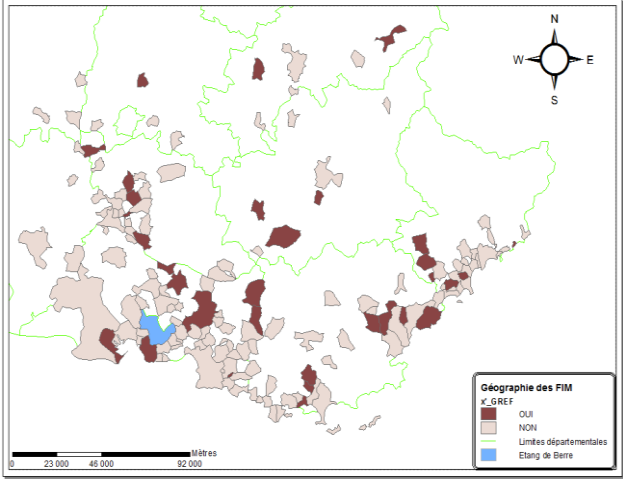 N
W E
S
Géographie des FIM
x'_GREF
OUI
NON
Limites départementales
Etang de Berre
Mètres
0 23 000 46 000 92 000